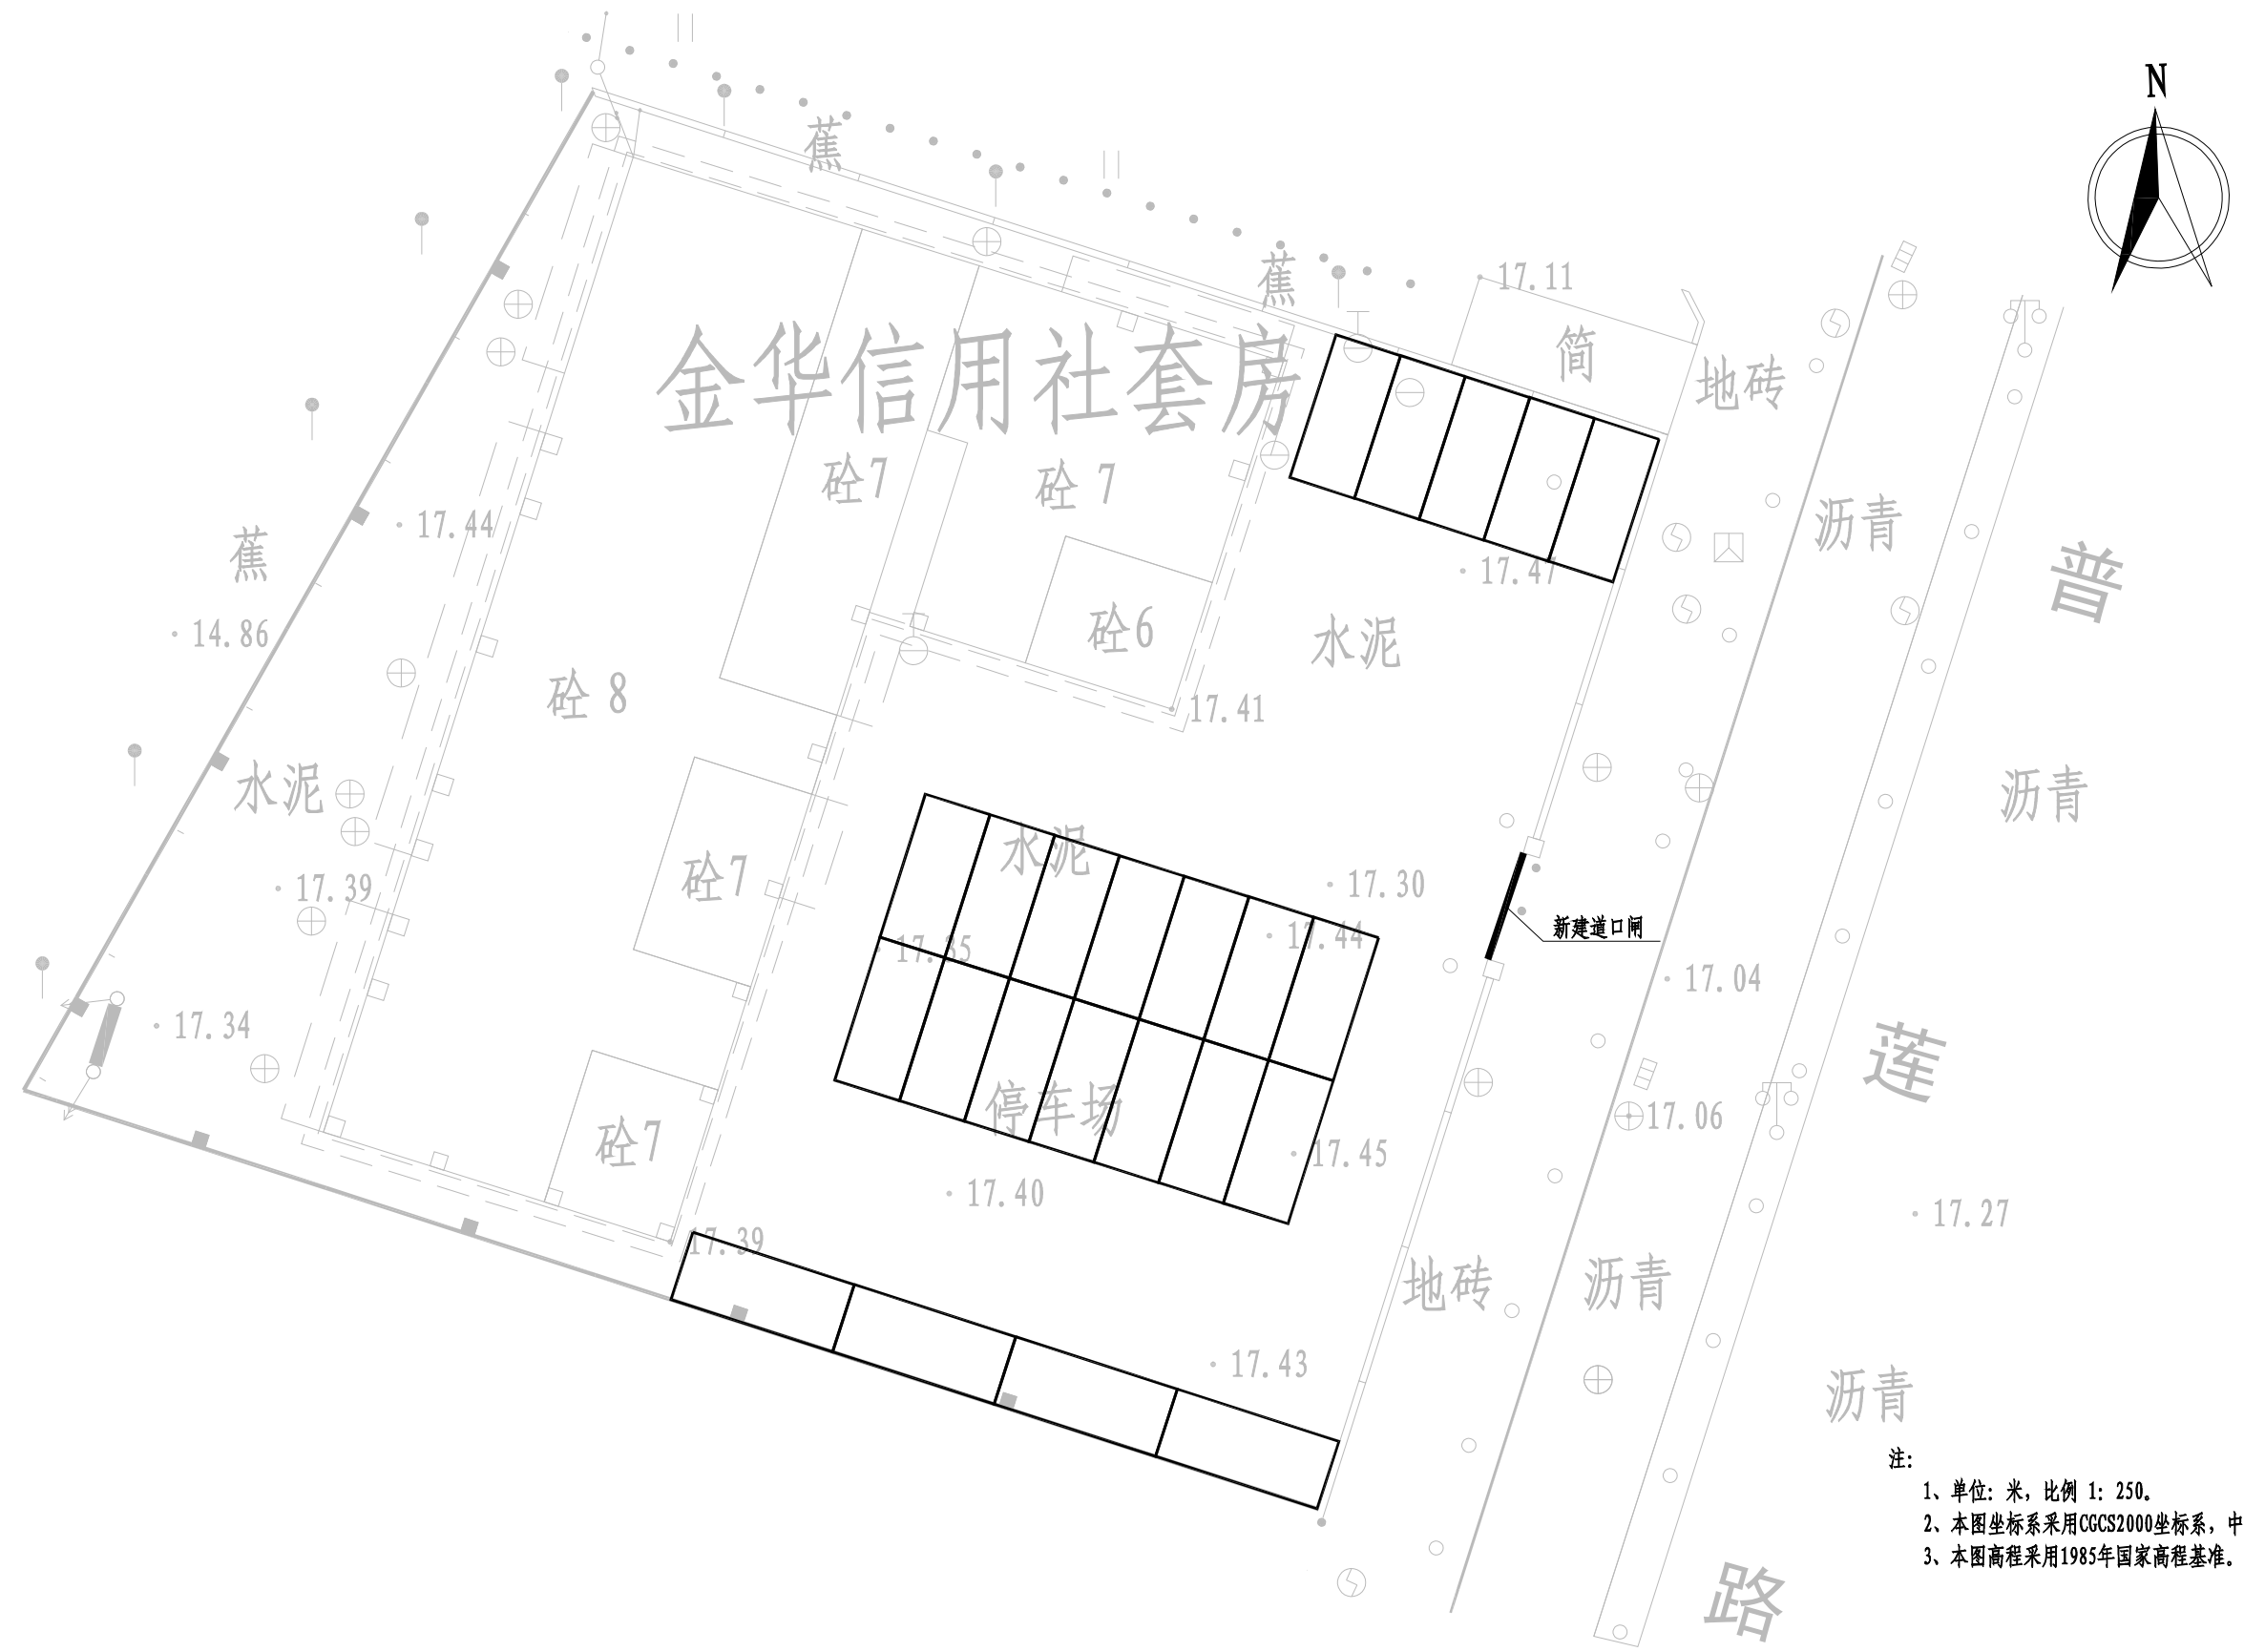 N
蕉
蕉
17.11
简
地砖
金华信用社套房
砼7
砼7
沥青
17.44
蕉
17.47
普
14.86
砼6
水泥
砼8
17.41
水泥
沥青
水泥
砼7
17.39
17.30
新建道口闸
17.44
17.35
17.04
17.34
莲
停车场
17.06
砼7
17.45
17.40
17.27
17.39
地砖
沥青
17.43
沥青
注：
1、单位：米，比例 1：250。
2、本图坐标系采用CGCS2000坐标系，中
3、本图高程采用1985年国家高程基准。
路